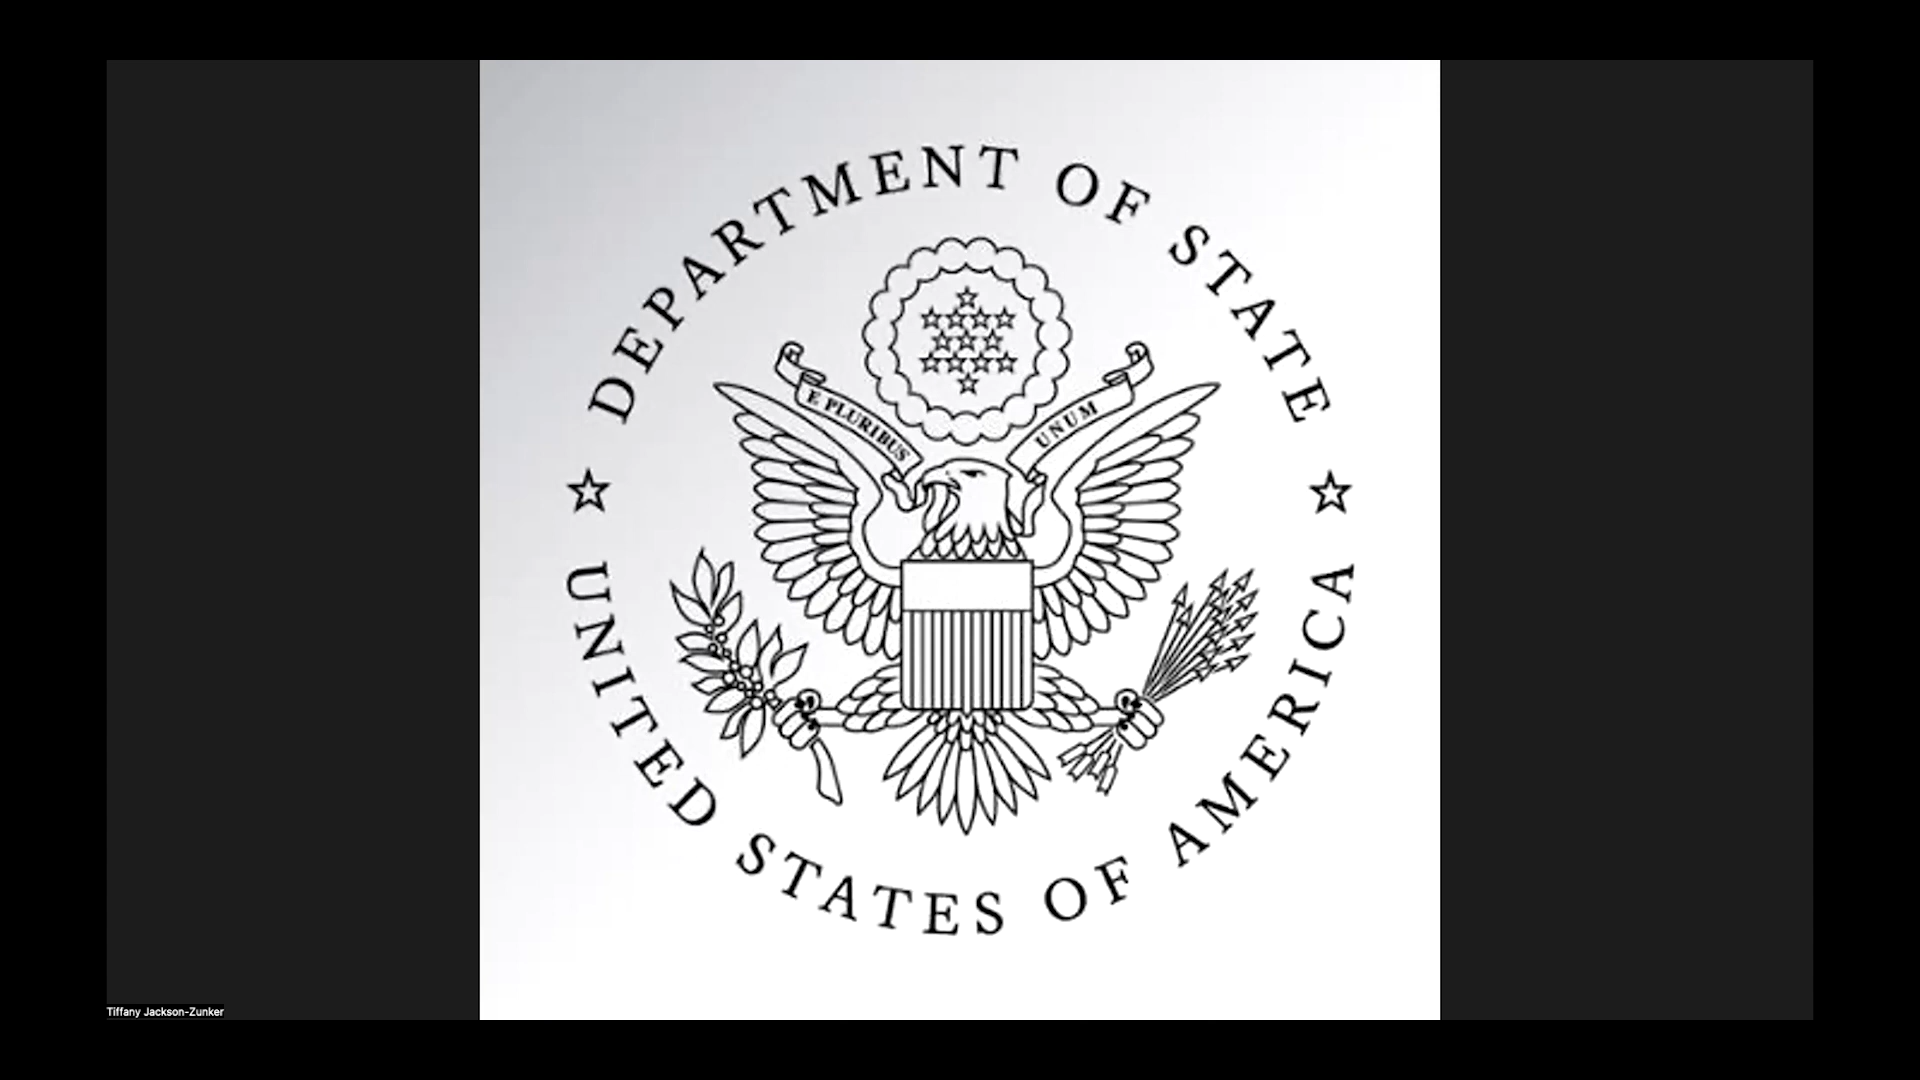 DEPARTMENT OF STATE
E PLURIBUS UNUM
UNITED STATES OF AMERICA
Tiffany Jackson-Zunker